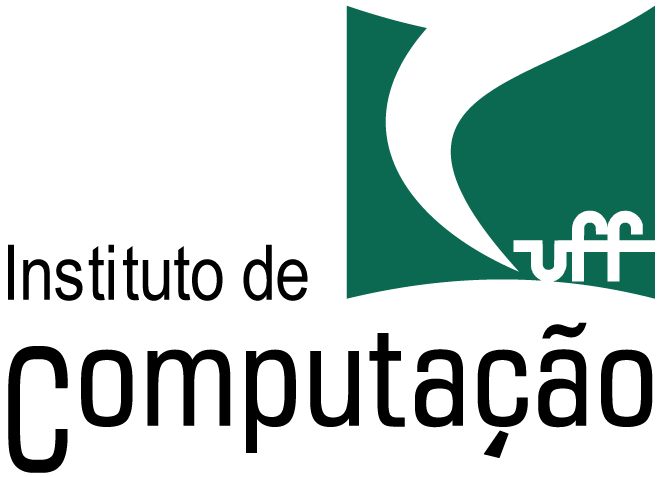 uff
Instituto de
Computação